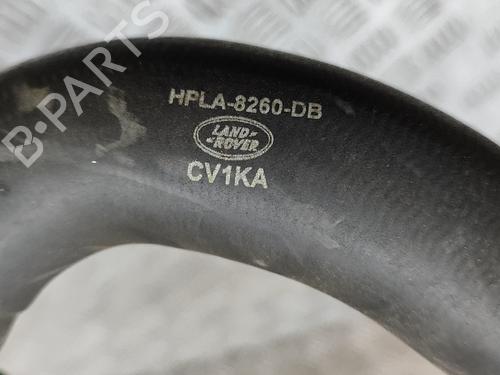 HPLA-8260-DB
LAND-
-ROVER
CV1KA
B-PARTS